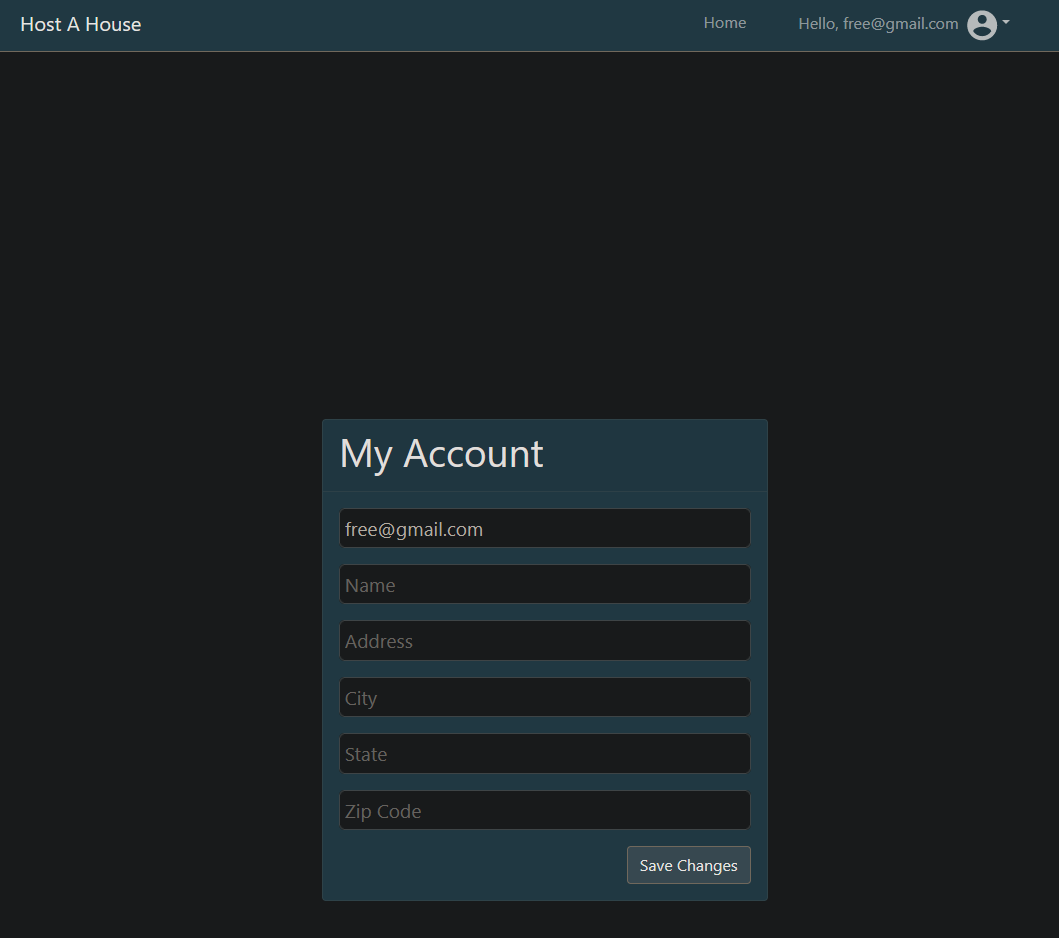 Host A House
Home
Hello, free@gmail.com
My Account
free@gmail.com
Name
Address
City
State
Zip Code
Save Changes